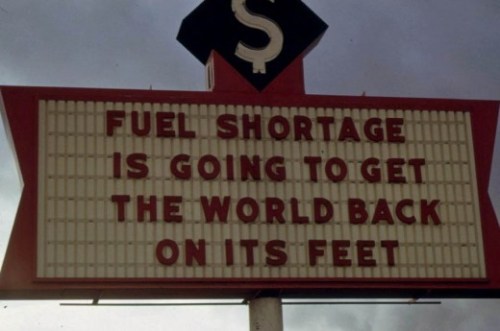 $
FUEL SHORTAGE
IS GOING TO GET
THE WORLD BACK
ON ITS FEET